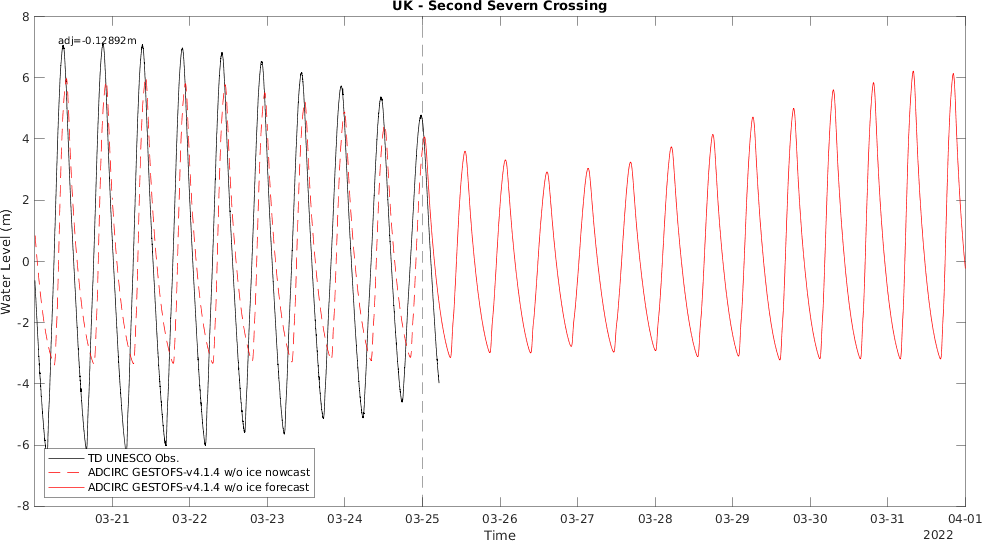 UK - Second Severn Crossing
adj=-0.12892m
8
6
4
2
0
-2
-4
-6
-8
Water Level (m)
TD UNESCO Obs.
ADCIRC GESTOFS-v4.1.4 w/o ice nowcast
ADCIRC GESTOFS-v4.1.4 w/o ice forecast
03-21 03-22 03-23 03-24 03-25 03-26 03-27 03-28 03-29 03-30 03-31 04-01
Time
2022